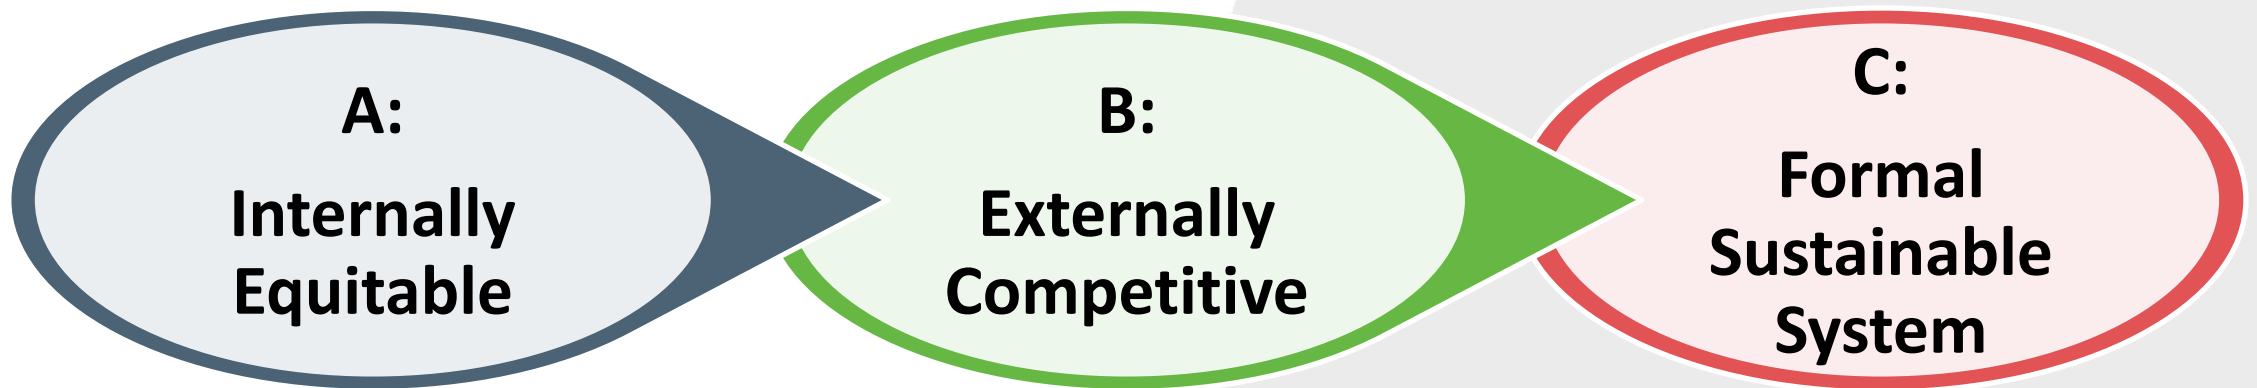 A:
Internally
Equitable
B:
Externally
Competitive
C:
Formal
Sustainable
System